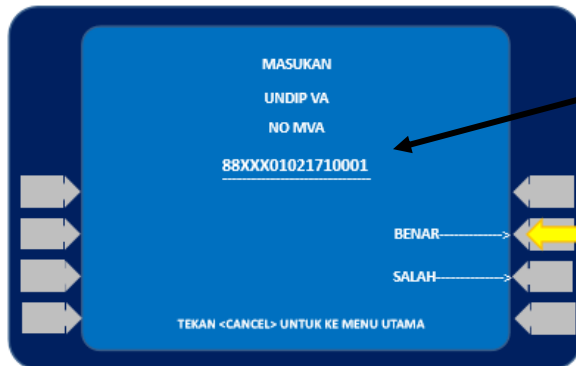 MASUKAN
UNDIP VA
NO MVA
88XXX01021710001
BENAR------------->
SALAH-------------->
TEKAN <CANCEL> UNTUK KE MENU UTAMA